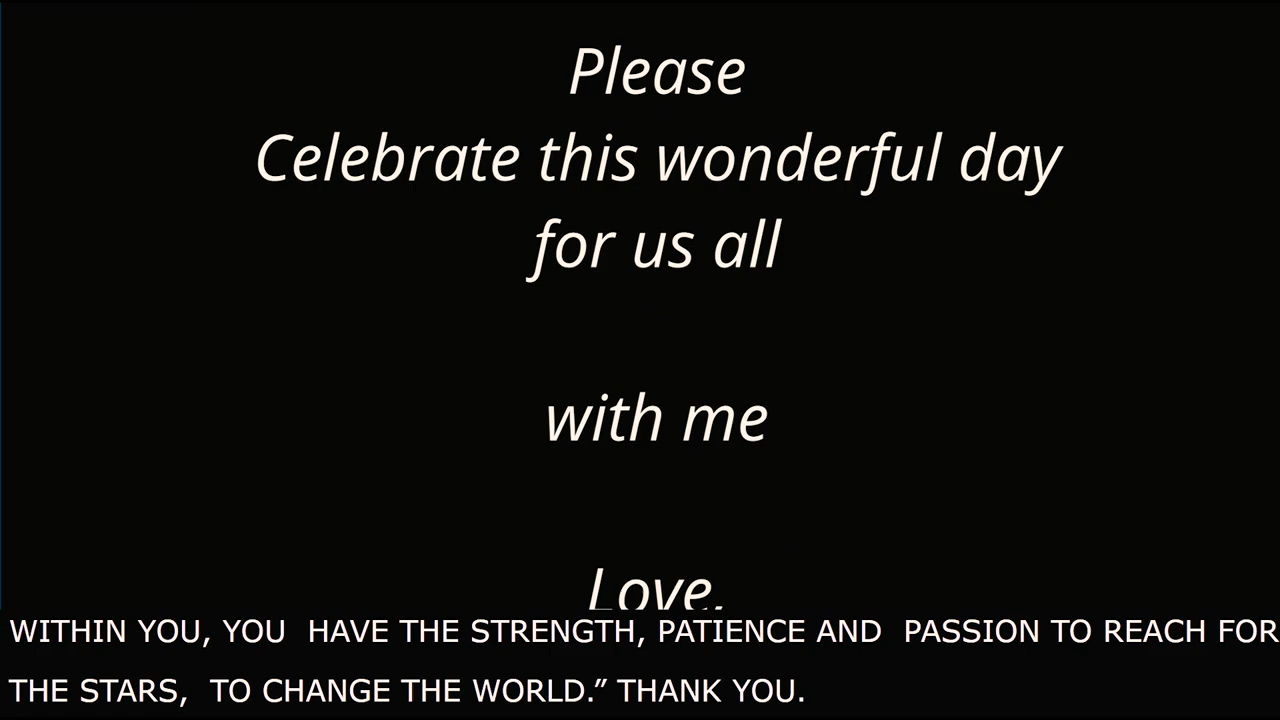 Please
Celebrate this wonderful day
for us all
with me
Love,
WITHIN YOU, YOU  HAVE THE STRENGTH, PATIENCE AND  PASSION TO REACH FOR
THE STARS,  TO CHANGE THE WORLD.” THANK YOU.